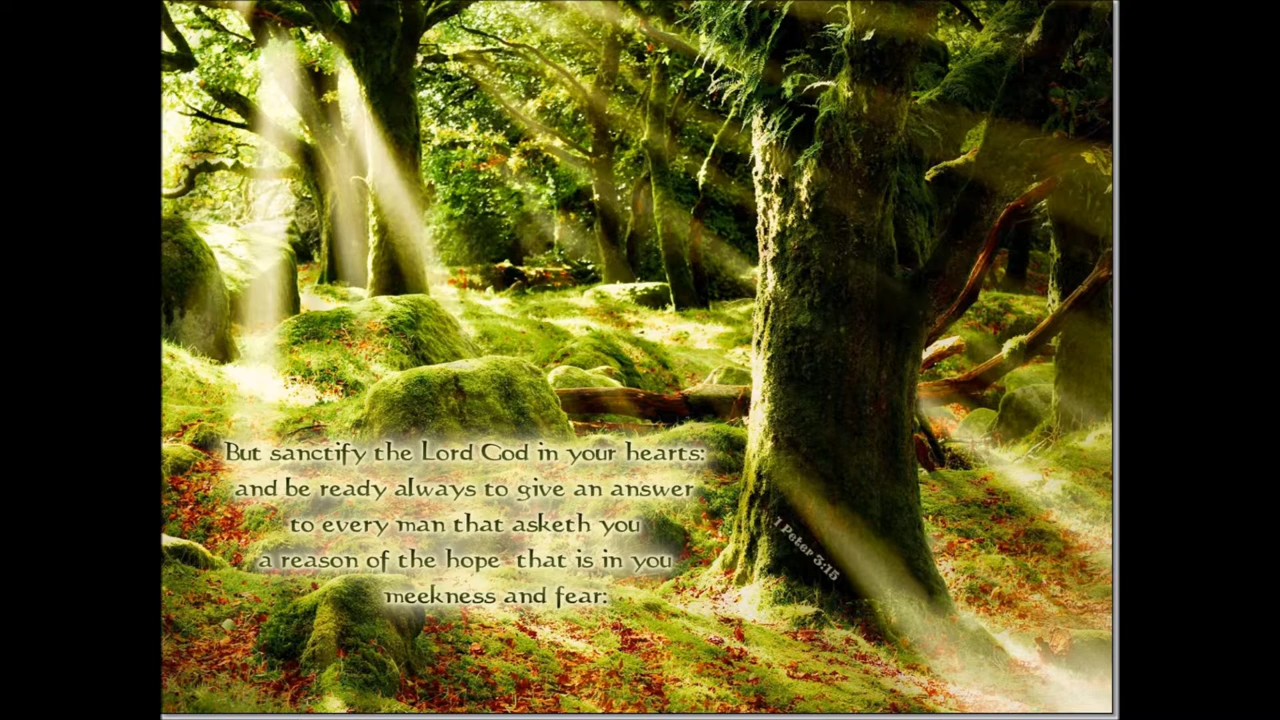 But sanctify the Lord God in your hearts:
and be ready always to give an answer
to every man that asketh you
a reason of the hope that is in you
meekness and fear:
1 Peter 3:15